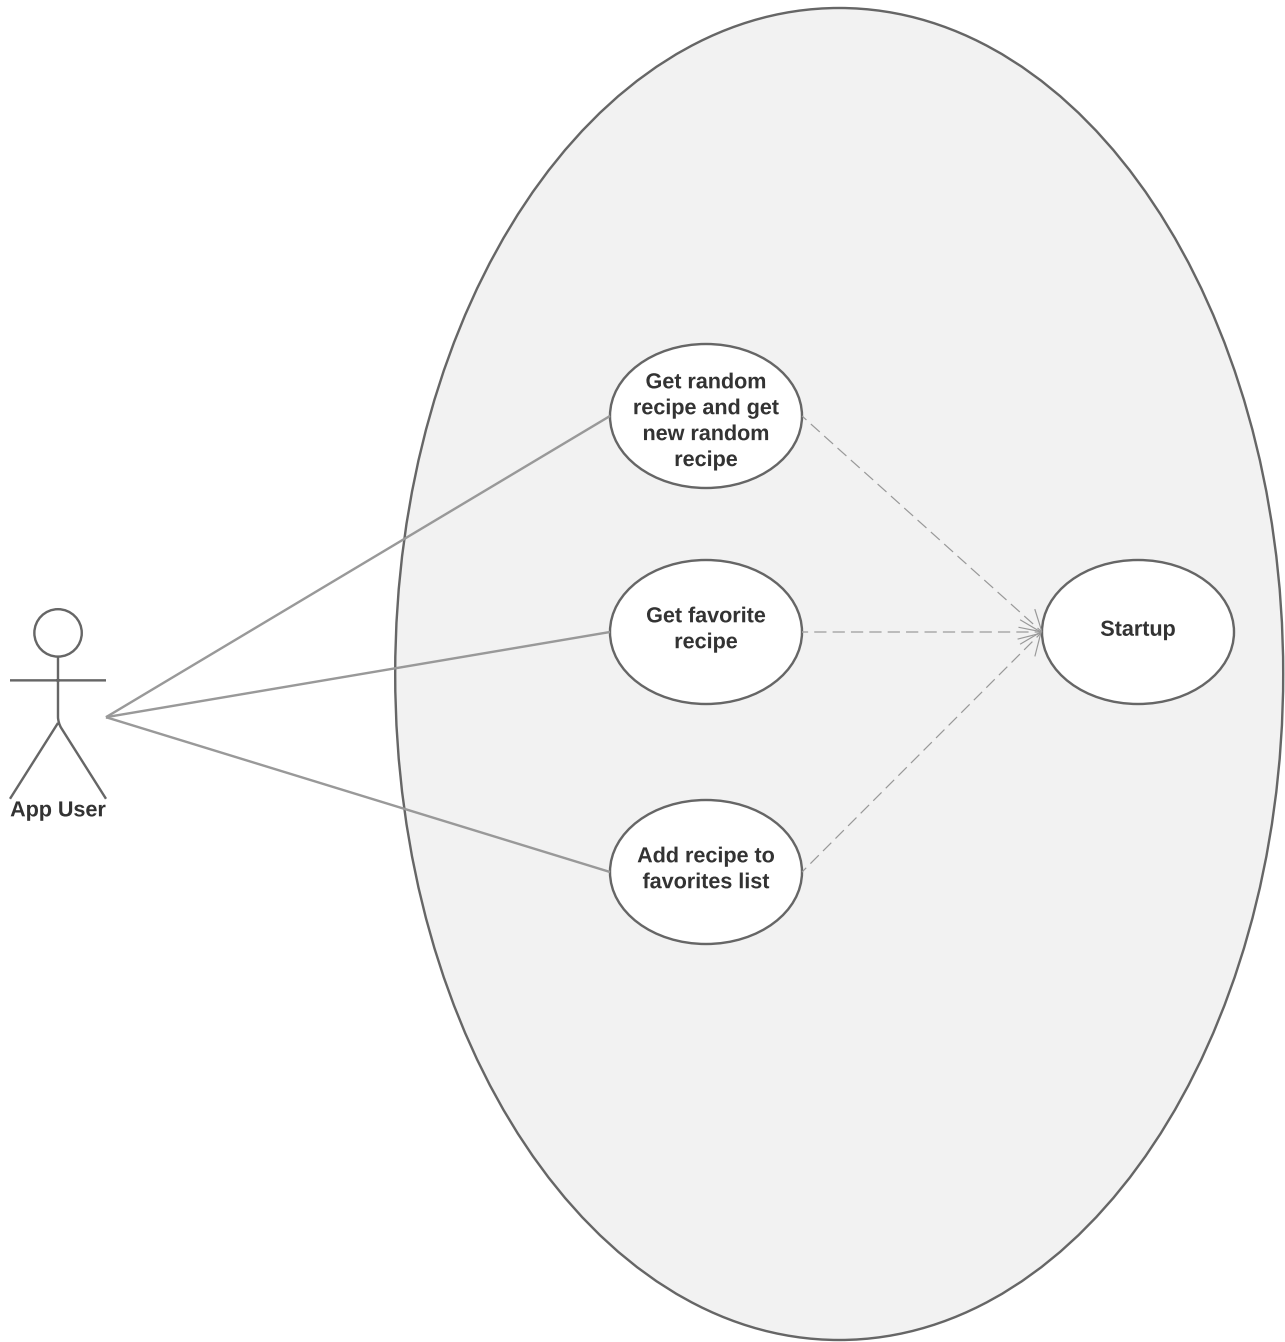 Get random
recipe and get
new random
recipe
Get favorite
recipe
Startup
App User
Add recipe to
favorites list